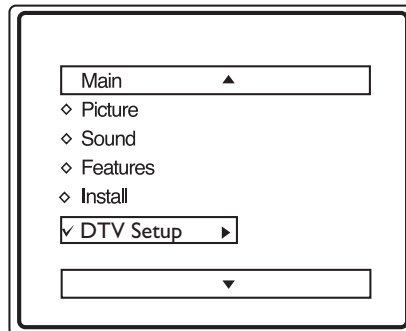 Main
Picture
Sound
Features
Install
DTV Setup